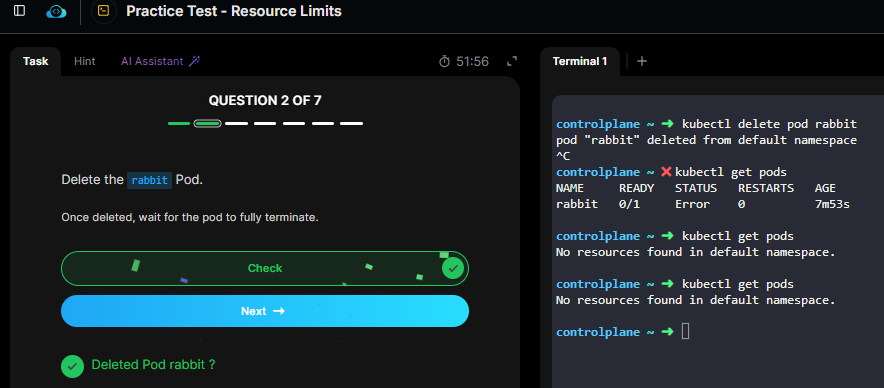 Practice Test - Resource Limits
Task
Hint
AI Assistant
51:56
QUESTION 2 OF 7
Delete the rabbit Pod.
Once deleted, wait for the pod to fully terminate.
Check
Next →
Deleted Pod rabbit ?
Terminal 1
+
controlplane ~ ➜ kubectl delete pod rabbit
pod "rabbit" deleted from default namespace
^C
controlplane ~ ✖ kubectl get pods
NAME READY STATUS RESTARTS AGE
rabbit 0/1 Error 0 7m53s
controlplane ~ ➜ kubectl get pods
No resources found in default namespace.
controlplane ~ ➜ kubectl get pods
No resources found in default namespace.
controlplane ~ ➜